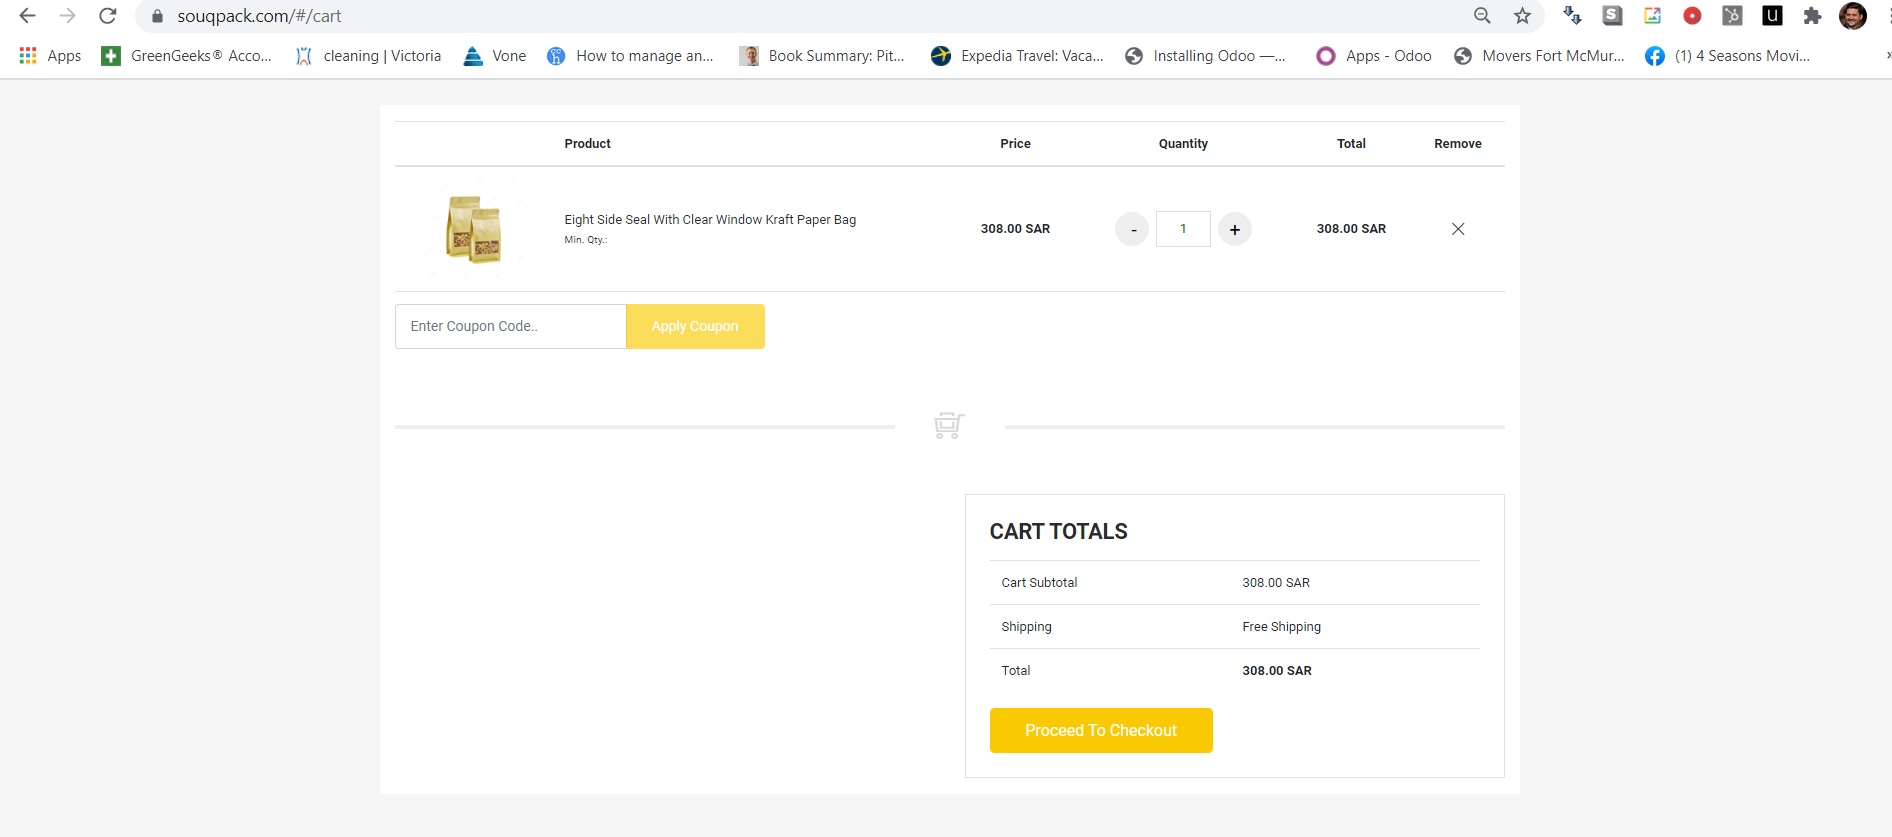 souqpack.com/#/cart
Apps GreenGeeks® Acco... cleaning | Victoria Vone How to manage an... Book Summary: Pit... Expedia Travel: Vaca... Installing Odoo —... Apps - Odoo Movers Fort McMur... (1) 4 Seasons Movi... »
Product Price Quantity Total Remove
Eight Side Seal With Clear Window Kraft Paper Bag
Min. Qty.:
308.00 SAR - 1 + 308.00 SAR
Enter Coupon Code.. Apply Coupon
CART TOTALS
Cart Subtotal 308.00 SAR
Shipping Free Shipping
Total 308.00 SAR
Proceed To Checkout